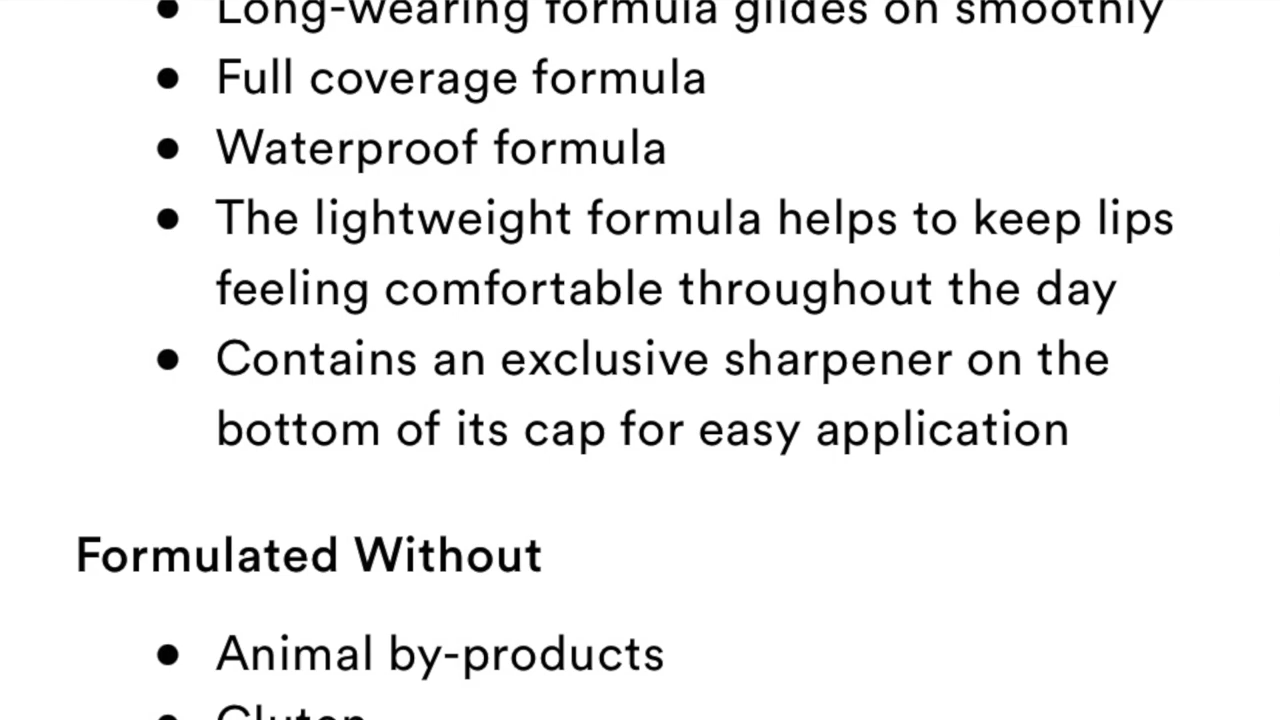 ● Long-wearing formula glides on smoothly
● Full coverage formula
● Waterproof formula
● The lightweight formula helps to keep lips
feeling comfortable throughout the day
● Contains an exclusive sharpener on the
bottom of its cap for easy application
Formulated Without
● Animal by-products
● Gluten